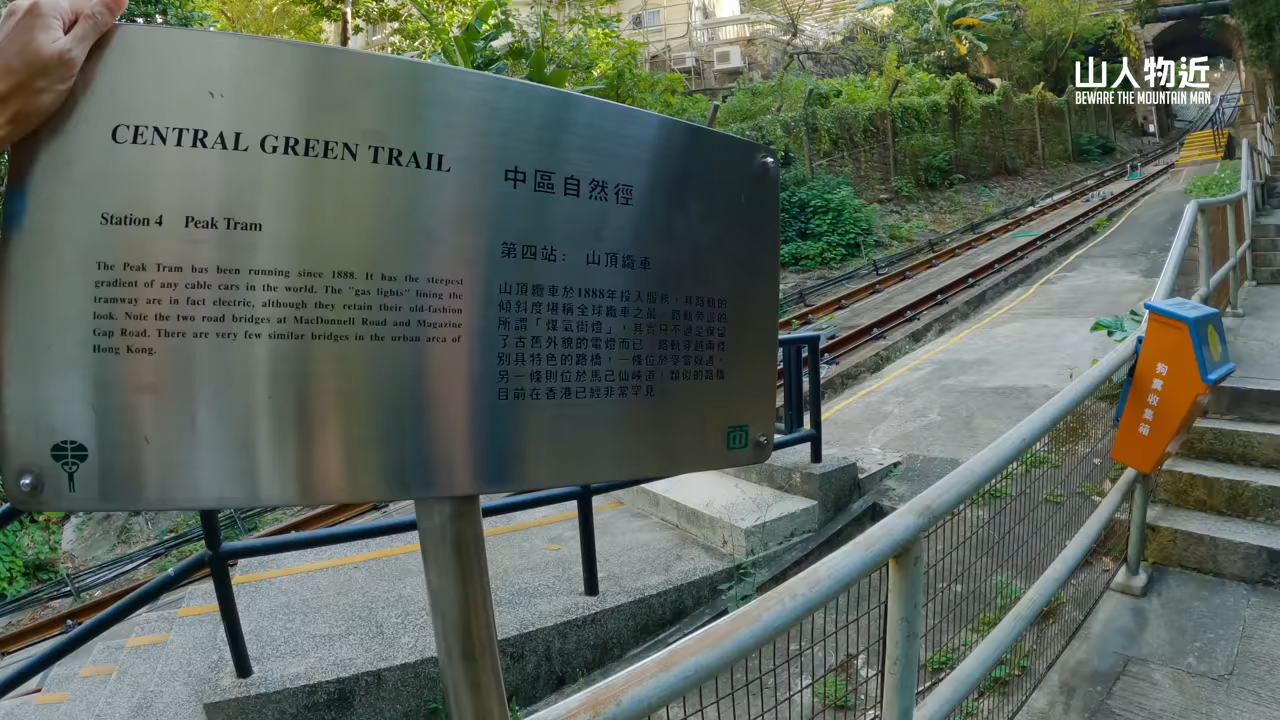 山人物近
BEWARE THE MOUNTAIN MAN
CENTRAL GREEN TRAIL
中區自然徑
Station 4 Peak Tram
The Peak Tram has been running since 1888. It has the steepest
gradient of any cable cars in the world. The "gas lights" lining the
tramway are in fact electric, although they retain their old-fashion
look. Note the two road bridges at MacDonnell Road and Magazine
Gap Road. There are very few similar bridges in the urban area of
Hong Kong.
第四站： 山頂纜車
山頂纜車於1888年投入服務，其路軌的
傾斜度堪稱全球纜車之最。路軌旁設的
所謂「煤氣街燈」，其實只不過是保留
了古舊外貌的電燈而已。路軌穿越兩條
別具特色的路橋，一條位於麥當奴道，
另一條則位於馬己仙峽道，類似的路橋
目前在香港已經非常罕見。
狗糞收集箱